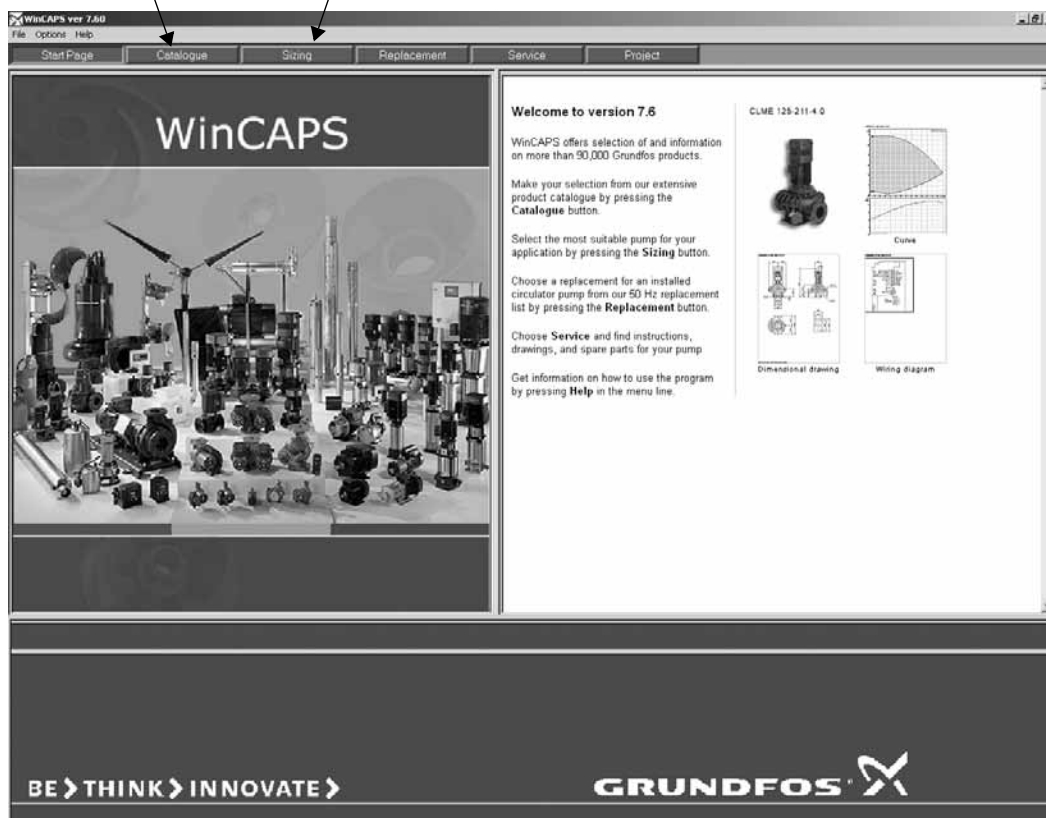 WinCAPS ver 7.60
File Options Help
Start Page Catalogue Sizing Replacement Service Project
WinCAPS
Welcome to version 7.6
WinCAPS offers selection of and information
on more than 90,000 Grundfos products.
Make your selection from our extensive
product catalogue by pressing the
Catalogue button.
Select the most suitable pump for your
application by pressing the Sizing button.
Choose a replacement for an installed
circulator pump from our 50 Hz replacement
list by pressing the Replacement button.
Choose Service and find instructions,
drawings, and spare parts for your pump
Get information on how to use the program
by pressing Help in the menu line.
CLME 125-211-4.0
Curve
Dimensional drawing
Wiring diagram
BE>THINK>INNOVATE>
GRUNDFOS